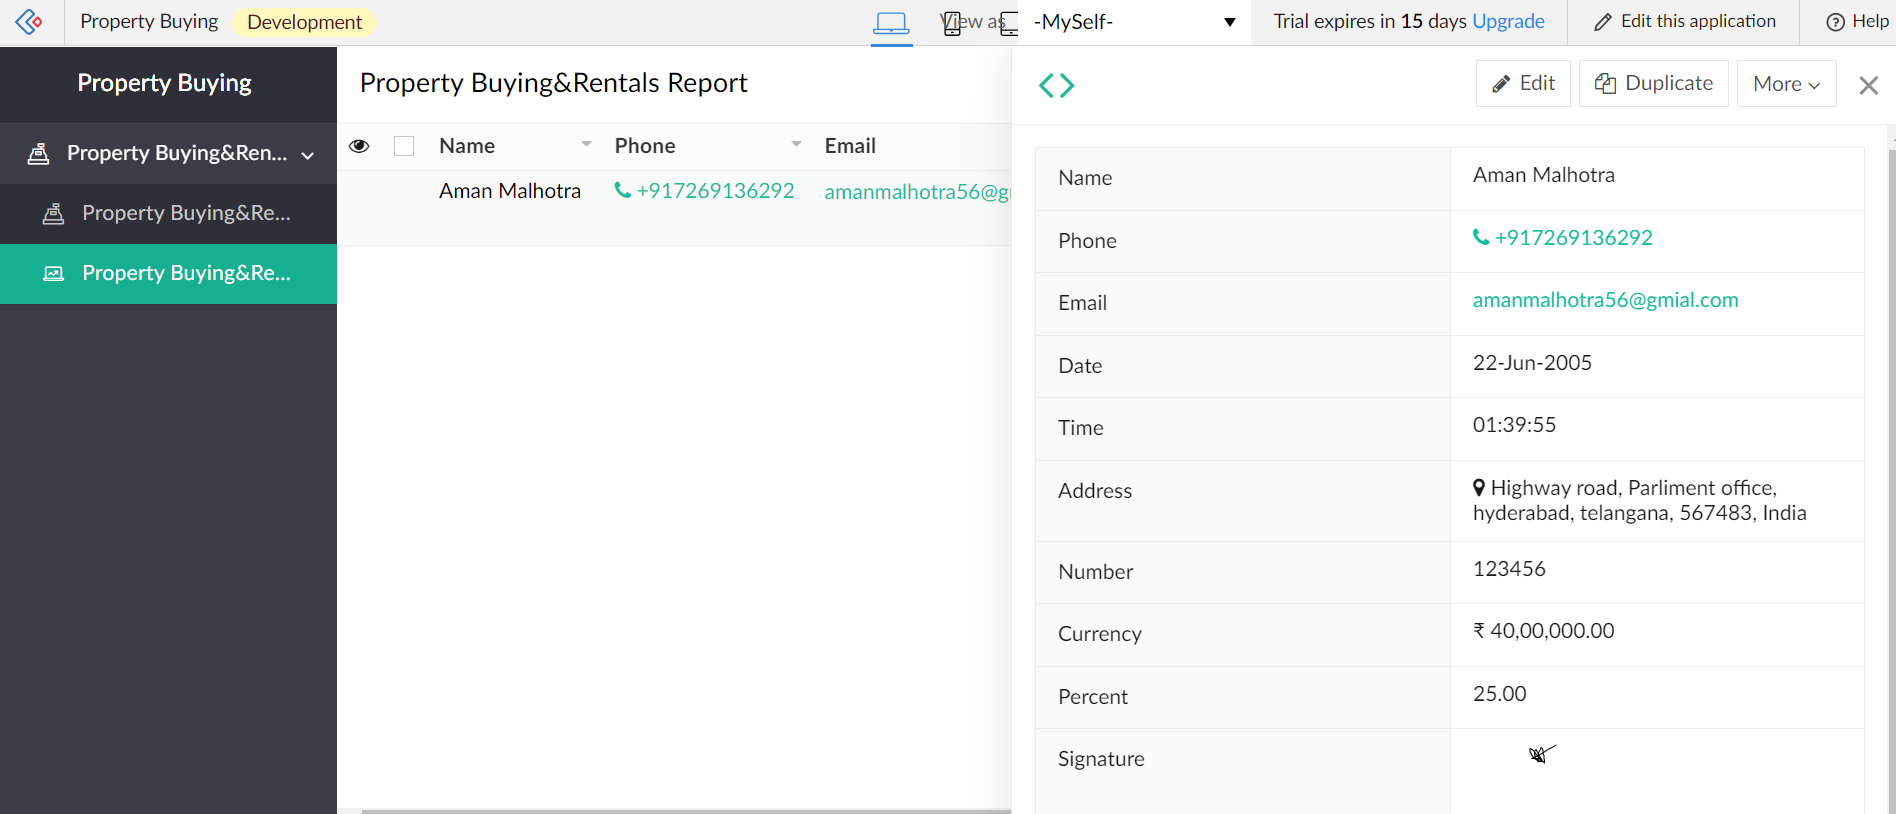 Property Buying Development View as -MySelf- Trial expires in 15 days Upgrade Edit this application Help
Property Buying
Property Buying&Ren...
Property Buying&Re...
Property Buying&Re...
Property Buying&Rentals Report
Name Phone Email
Aman Malhotra +917269136292 amanmalhotra56@g
Edit Duplicate More
Name Aman Malhotra
Phone +917269136292
Email amanmalhotra56@gmial.com
Date 22-Jun-2005
Time 01:39:55
Address Highway road, Parliment office,
hyderabad, telangana, 567483, India
Number 123456
Currency ₹ 40,00,000.00
Percent 25.00
Signature